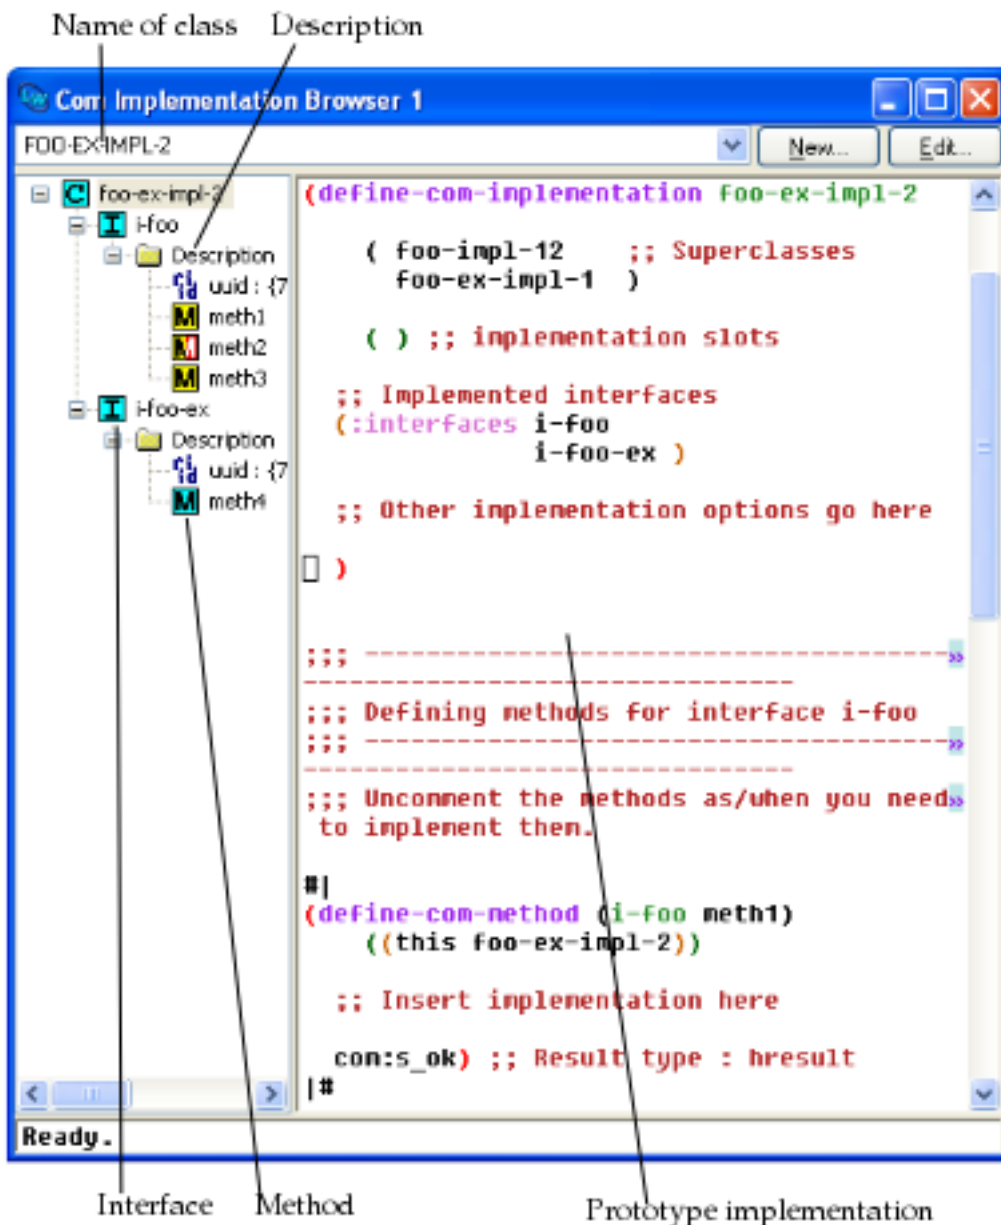 Name of class Description
Com Implementation Browser 1
FOO-EX-IMPL-2 New... Edit...
foo-ex-impl-2
i-foo
Description
uuid : {7
meth1
meth2
meth3
i-foo-ex
Description
uuid : {7
meth4
(define-com-implementation foo-ex-impl-2
( foo-impl-12 ;; Superclasses
foo-ex-impl-1 )
( ) ;; implementation slots
;; Implemented interfaces
(:interfaces i-foo
i-foo-ex )
;; Other implementation options go here
)
;;; ----------------------------------------»
----------------------------------
;;; Defining methods for interface i-foo
;;; ----------------------------------------»
----------------------------------
;;; Uncomment the methods as/when you need»
to implement them.
#|
(define-com-method (i-foo meth1)
((this foo-ex-impl-2))
;; Insert implementation here
com:s_ok) ;; Result type : hresult
|#
Ready.
Interface Method Prototype implementation